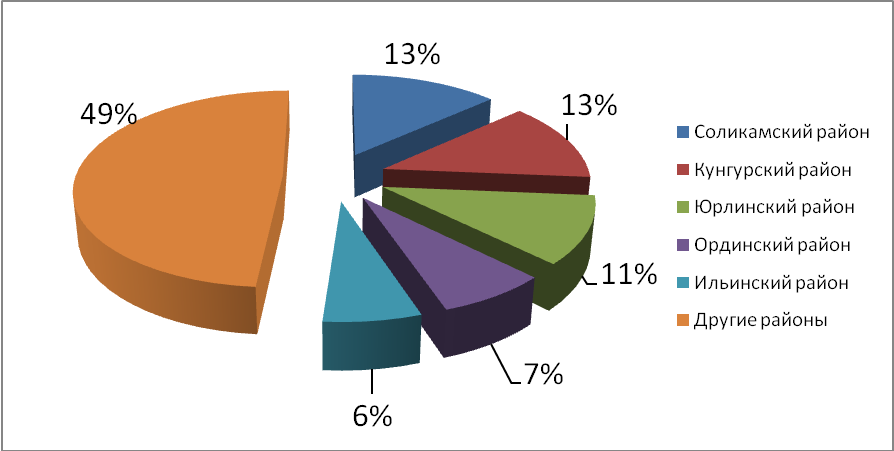 13%
13%
11%
7%
6%
49%
Соликамский район
Кунгурский район
Юрлинский район
Ординский район
Ильинский район
Другие районы